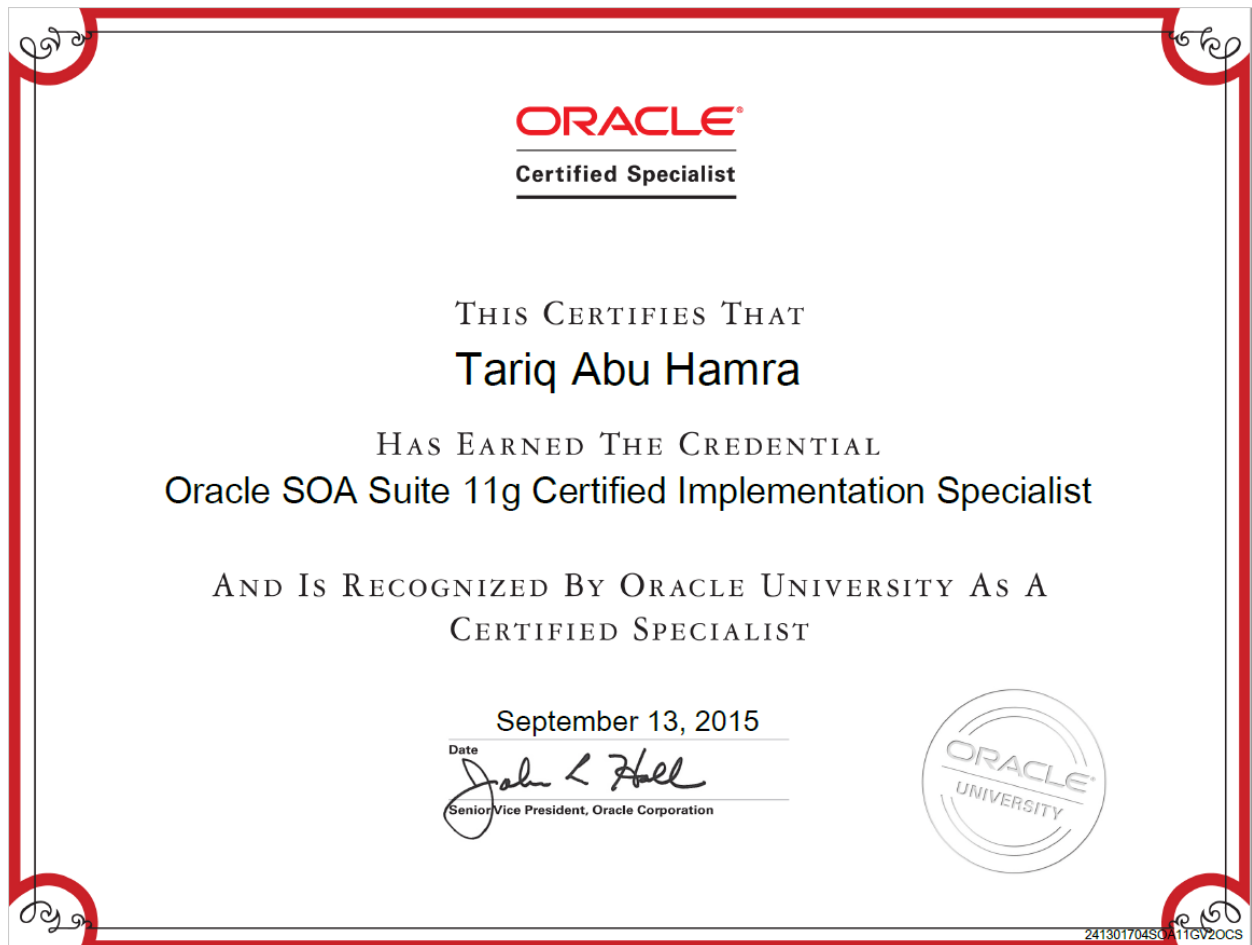 ORACLE®
Certified Specialist
THIS CERTIFIES THAT
Tariq Abu Hamra
HAS EARNED THE CREDENTIAL
Oracle SOA Suite 11g Certified Implementation Specialist
AND IS RECOGNIZED BY ORACLE UNIVERSITY AS A
CERTIFIED SPECIALIST
September 13, 2015
Date
John L Hall
Senior Vice President, Oracle Corporation
ORACLE®
UNIVERSITY
241301704SOA11GV2OCS